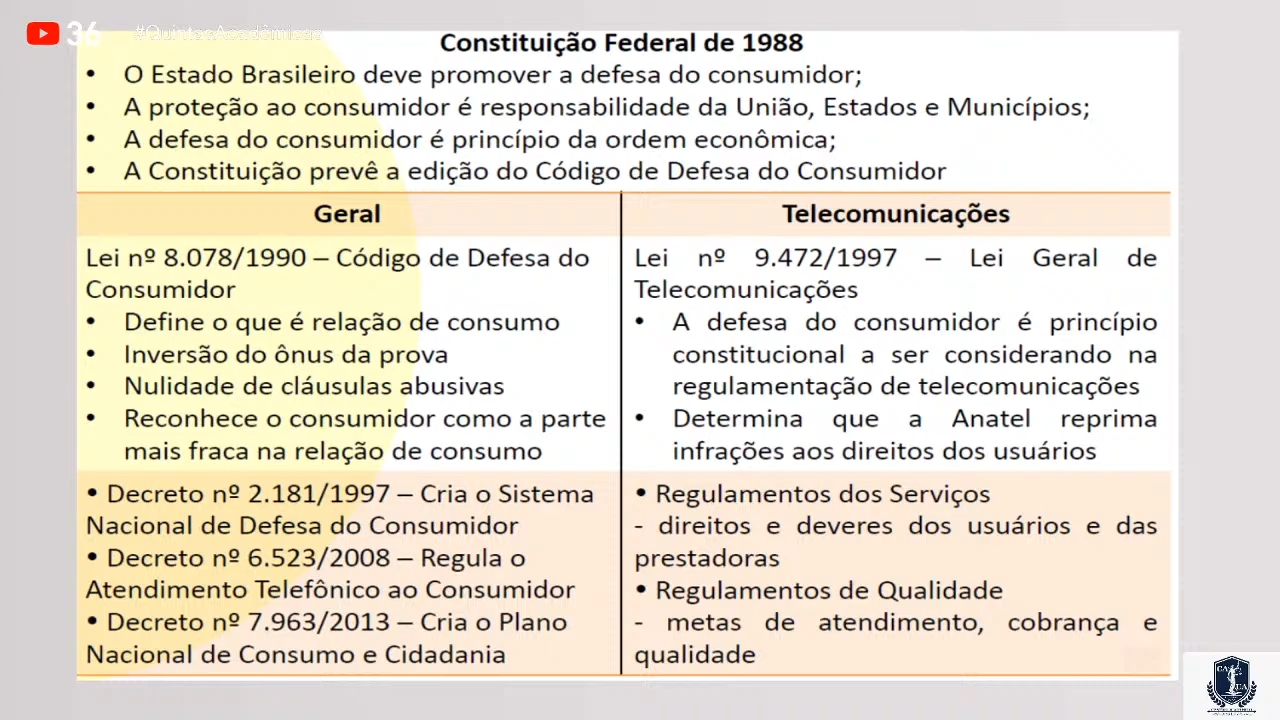 36 #QuintasAcadêmicas
Constituição Federal de 1988
• O Estado Brasileiro deve promover a defesa do consumidor;
• A proteção ao consumidor é responsabilidade da União, Estados e Municípios;
• A defesa do consumidor é princípio da ordem econômica;
• A Constituição prevê a edição do Código de Defesa do Consumidor
Geral
Lei nº 8.078/1990 – Código de Defesa do
Consumidor
• Define o que é relação de consumo
• Inversão do ônus da prova
• Nulidade de cláusulas abusivas
• Reconhece o consumidor como a parte
mais fraca na relação de consumo
• Decreto nº 2.181/1997 – Cria o Sistema
Nacional de Defesa do Consumidor
• Decreto nº 6.523/2008 – Regula o
Atendimento Telefônico ao Consumidor
• Decreto nº 7.963/2013 – Cria o Plano
Nacional de Consumo e Cidadania
Telecomunicações
Lei nº 9.472/1997 – Lei Geral de
Telecomunicações
• A defesa do consumidor é princípio
constitucional a ser considerando na
regulamentação de telecomunicações
• Determina que a Anatel reprima
infrações aos direitos dos usuários
• Regulamentos dos Serviços
- direitos e deveres dos usuários e das
prestadoras
• Regulamentos de Qualidade
- metas de atendimento, cobrança e
qualidade